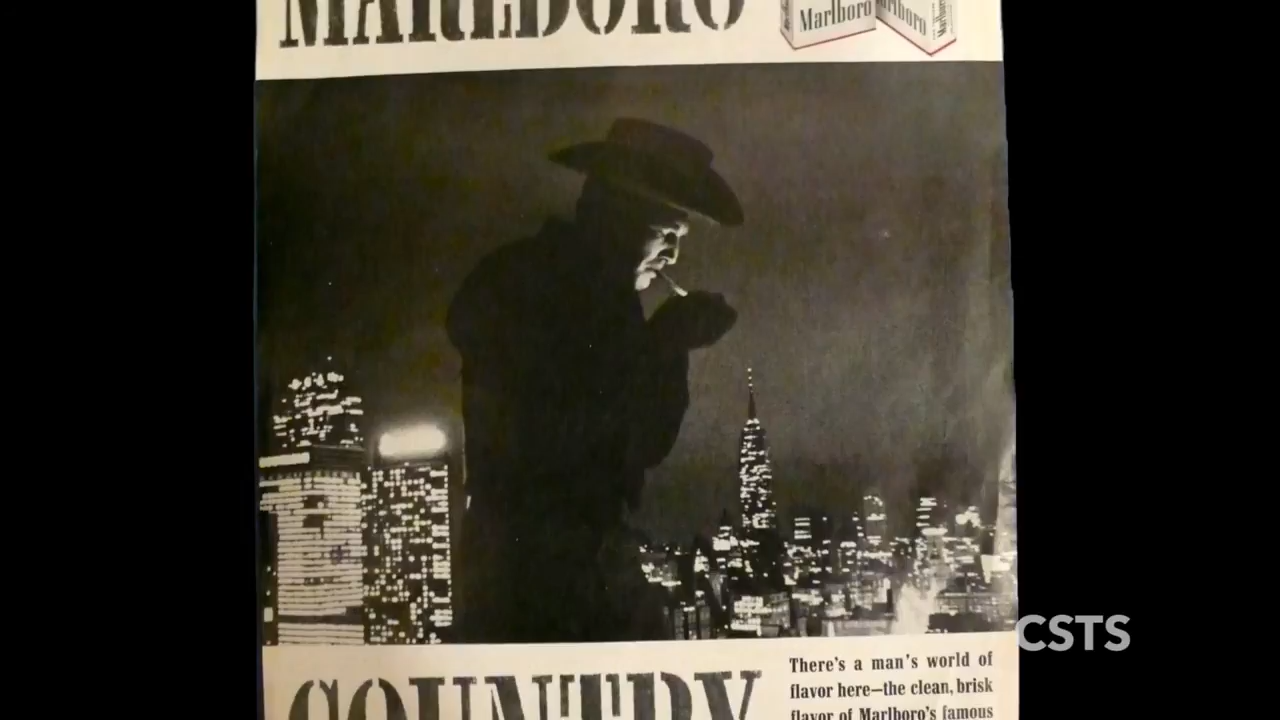 MARLBORO
Marlboro
Marlboro
CSTS
There's a man's world of
flavor here—the clean, brisk
flavor of Marlboro's famous
COUNTRY